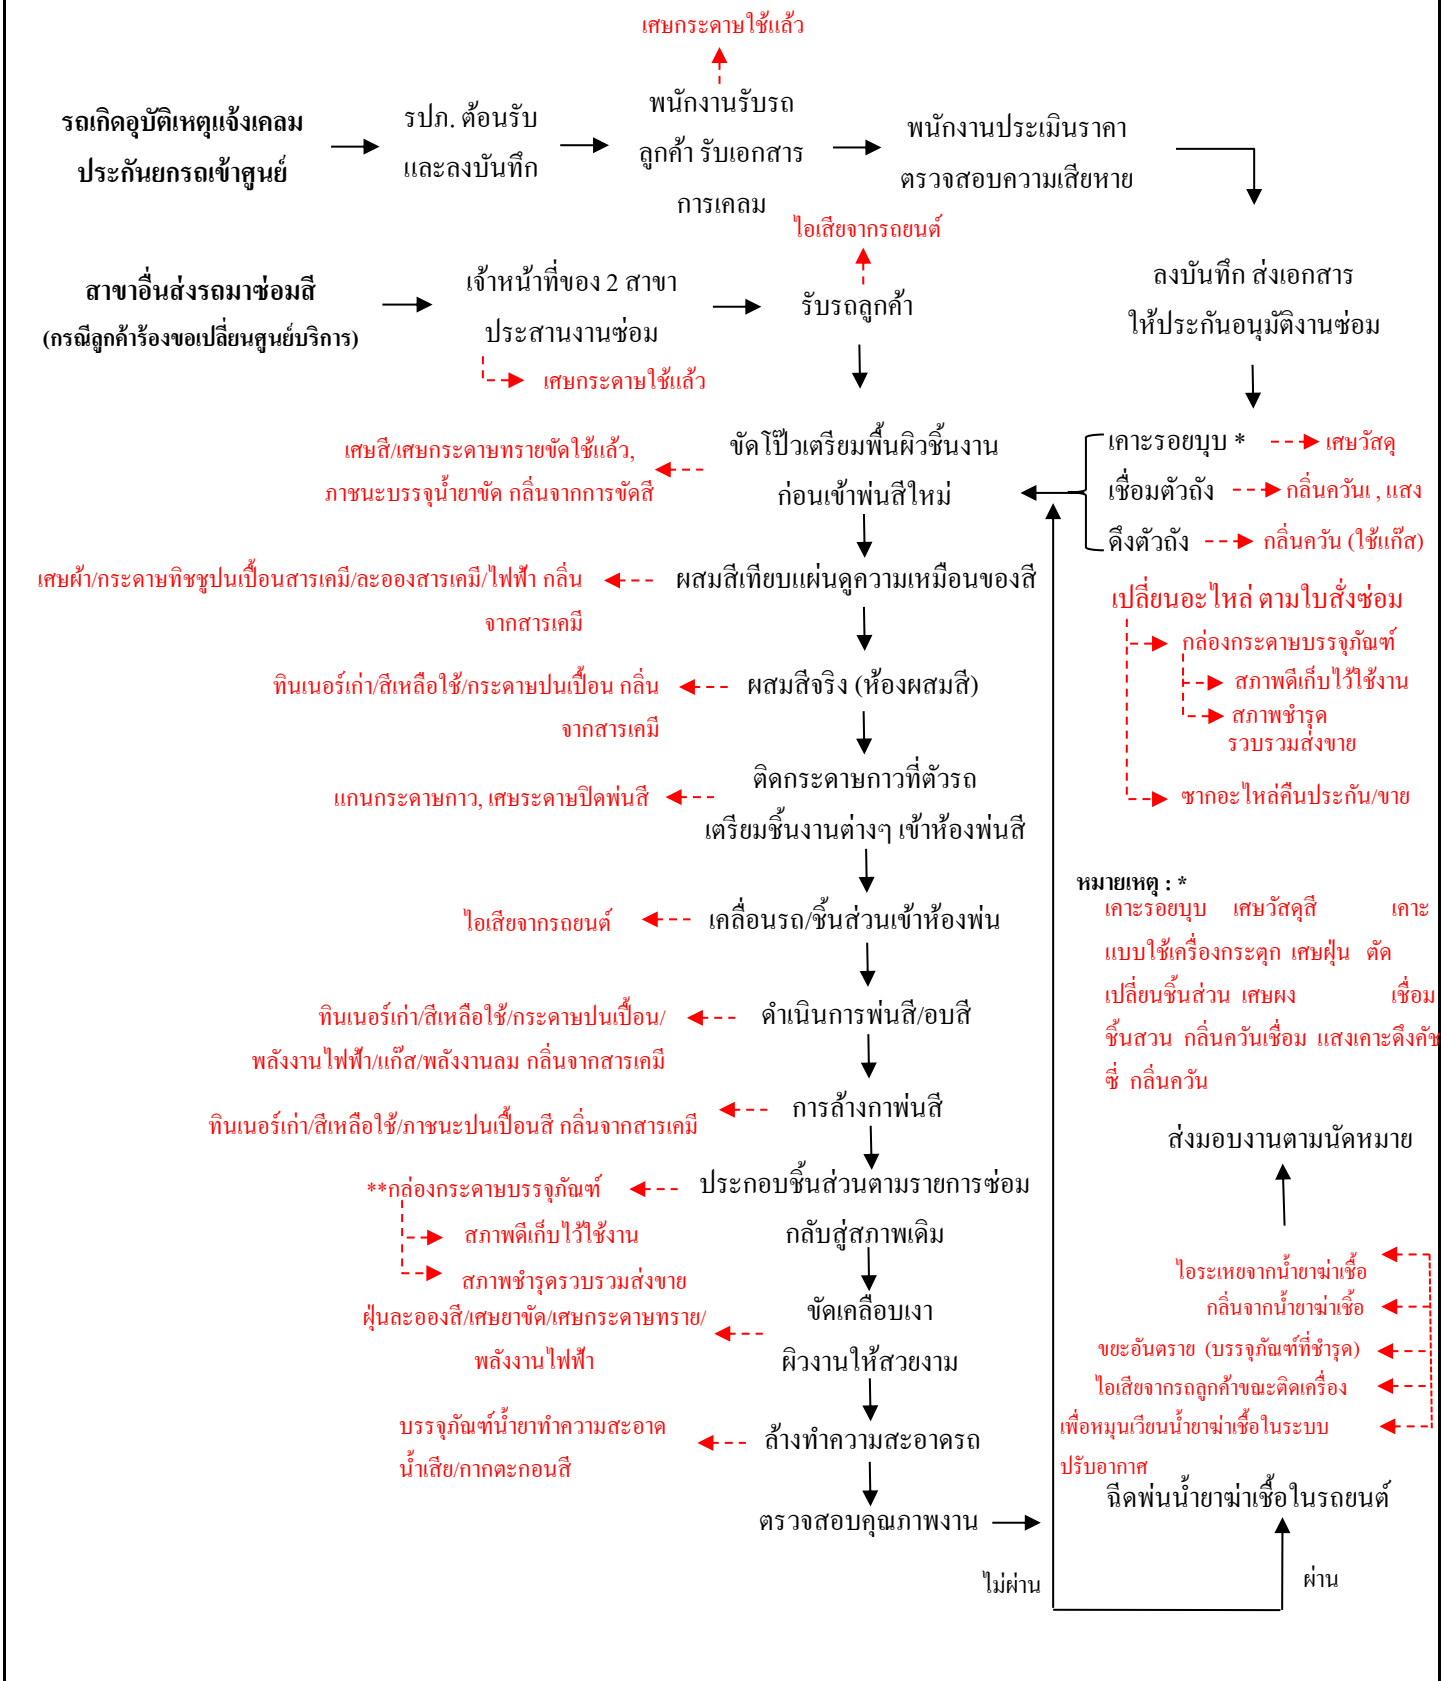 เศษกระดาษใช้แล้ว
รถเกิดอุบัติเหตุแจ้งเคลม
ประกันยกรถเข้าศูนย์
รปภ. ต้อนรับ
และลงบันทึก
พนักงานรับรถ
ลูกค้า รับเอกสาร
การเคลม
พนักงานประเมินราคา
ตรวจสอบความเสียหาย
ไอเสียจากรถยนต์
สาขาอื่นส่งรถมาซ่อมสี
(กรณีลูกค้าร้องขอเปลี่ยนศูนย์บริการ)
เจ้าหน้าที่ของ 2 สาขา
ประสานงานซ่อม
เศษกระดาษใช้แล้ว
รับรถลูกค้า
ลงบันทึก ส่งเอกสาร
ให้ประกันอนุมัติงานซ่อม
เศษสี/เศษกระดาษทรายขัดใช้แล้ว,
ภาชนะบรรจุน้ำยาขัด กลิ่นจากการขัดสี
ขัดโป๊วเตรียมพื้นผิวชิ้นงาน
ก่อนเข้าพ่นสีใหม่
เคาะรอยบุบ *
เศษวัสดุ
เชื่อมตัวถัง
กลิ่นควันเ , แสง
ดึงตัวถัง
กลิ่นควัน (ใช้แก๊ส)
เศษผ้า/กระดาษทิชชูปนเปื้อนสารเคมี/ละอองสารเคมี/ไฟฟ้า กลิ่น
จากสารเคมี
ผสมสีเทียบแผ่นดูความเหมือนของสี
เปลี่ยนอะไหล่ ตามใบสั่งซ่อม
กล่องกระดาษบรรจุภัณฑ์
สภาพดีเก็บไว้ใช้งาน
สภาพชำรุด
รวบรวมส่งขาย
ซากอะไหล่คืนประกัน/ขาย
ทินเนอร์เก่า/สีเหลือใช้/กระดาษปนเปื้อน กลิ่น
จากสารเคมี
ผสมสีจริง (ห้องผสมสี)
แกนกระดาษกาว, เศษระดาษปิดพ่นสี
ติดกระดาษกาวที่ตัวรถ
เตรียมชิ้นงานต่างๆ เข้าห้องพ่นสี
หมายเหตุ : *
เคาะรอยบุบ เศษวัสดุสี เคาะ
แบบใช้เครื่องกระตุก เศษฝุ่น ตัด
เปลี่ยนชิ้นส่วน เศษผง เชื่อม
ชิ้นสวน กลิ่นควันเชื่อม แสงเคาะดึงคัช
ซี่ กลิ่นควัน
ไอเสียจากรถยนต์
เคลื่อนรถ/ชิ้นส่วนเข้าห้องพ่น
ทินเนอร์เก่า/สีเหลือใช้/กระดาษปนเปื้อน/
พลังงานไฟฟ้า/แก๊ส/พลังงานลม กลิ่นจากสารเคมี
ดำเนินการพ่นสี/อบสี
ทินเนอร์เก่า/สีเหลือใช้/ภาชนะปนเปื้อนสี กลิ่นจากสารเคมี
การล้างกาพ่นสี
**กล่องกระดาษบรรจุภัณฑ์
สภาพดีเก็บไว้ใช้งาน
สภาพชำรุดรวบรวมส่งขาย
ประกอบชิ้นส่วนตามรายการซ่อม
กลับสู่สภาพเดิม
ฝุ่นละอองสี/เศษยาขัด/เศษกระดาษทราย/
พลังงานไฟฟ้า
ขัดเคลือบเงา
ผิวงานให้สวยงาม
บรรจุภัณฑ์น้ำยาทำความสะอาด
น้ำเสีย/กากตะกอนสี
ล้างทำความสะอาดรถ
ตรวจสอบคุณภาพงาน
ส่งมอบงานตามนัดหมาย
ไอระเหยจากน้ำยาฆ่าเชื้อ
กลิ่นจากน้ำยาฆ่าเชื้อ
ขยะอันตราย (บรรจุภัณฑ์ที่ชำรุด)
ไอเสียจากรถลูกค้าขณะติดเครื่อง
เพื่อหมุนเวียนน้ำยาฆ่าเชื้อในระบบ
ปรับอากาศ
ฉีดพ่นน้ำยาฆ่าเชื้อในรถยนต์
ไม่ผ่าน
ผ่าน